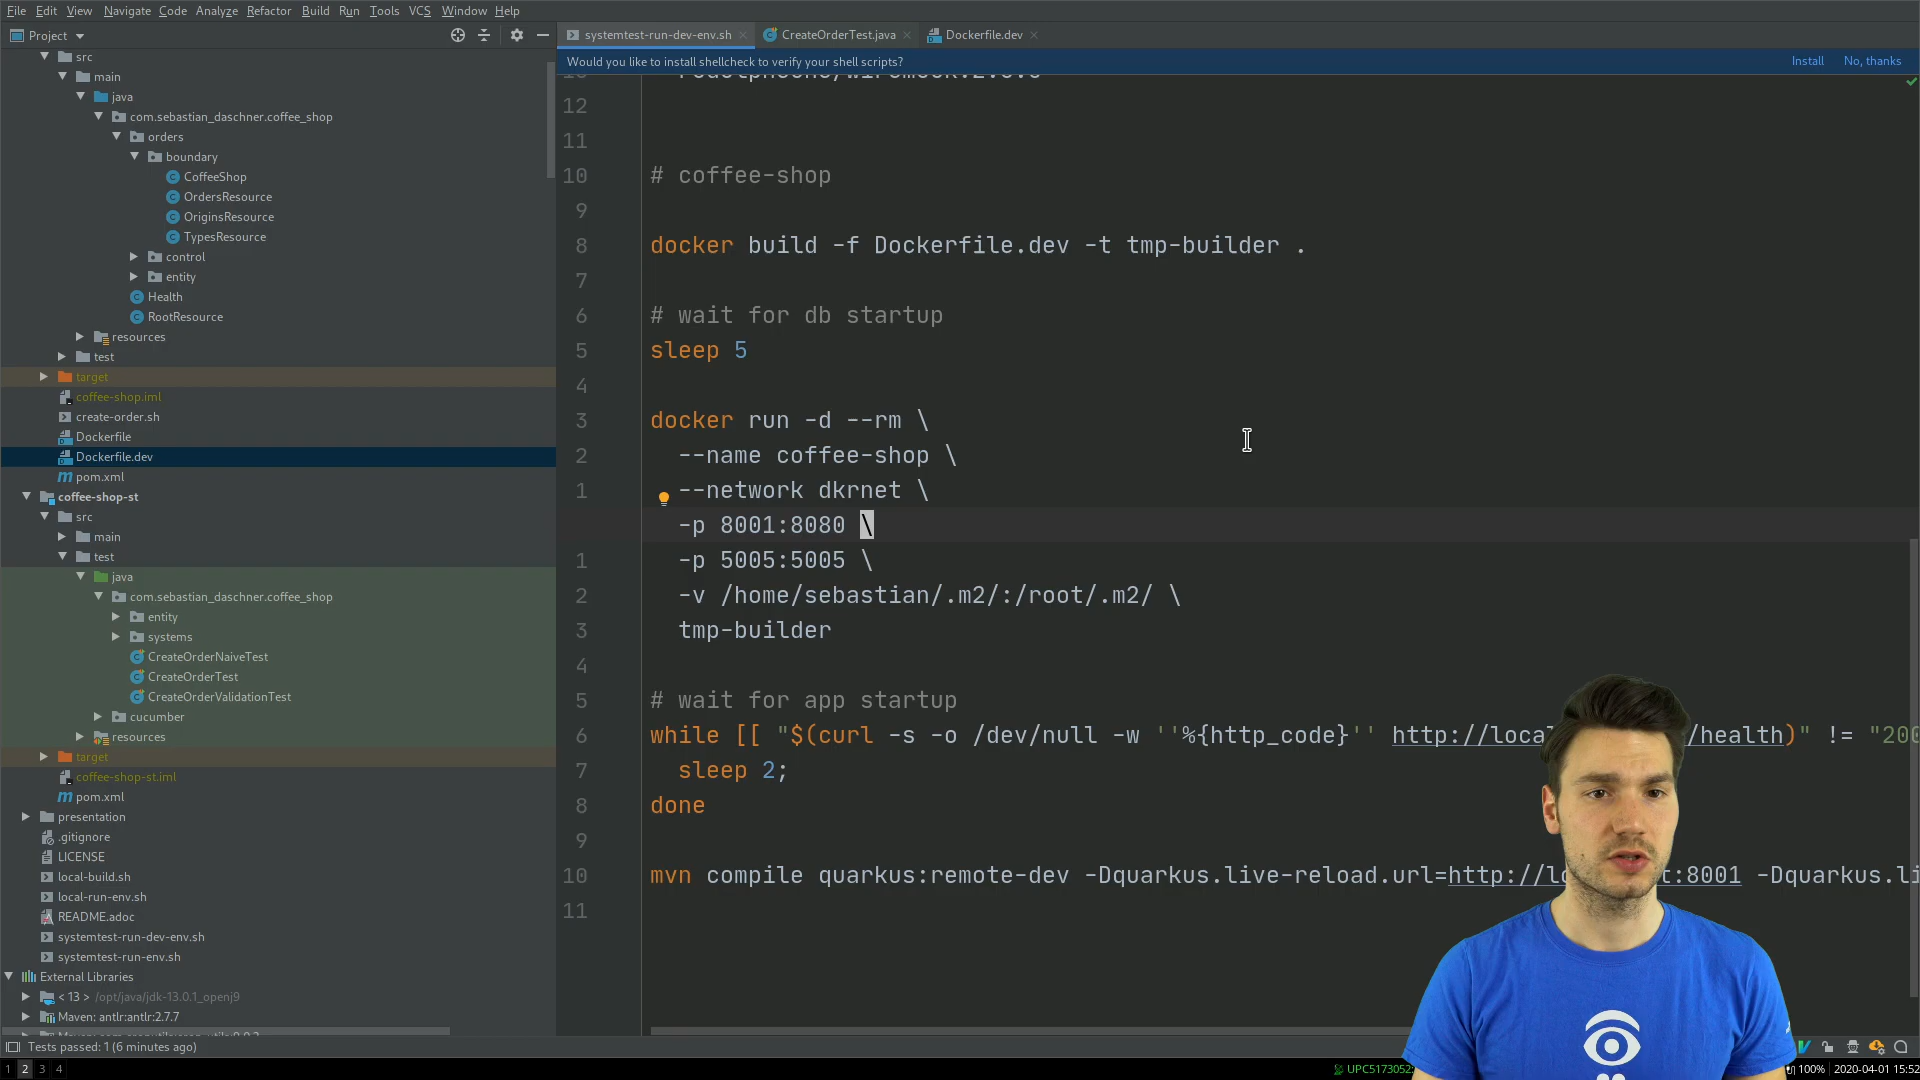 File Edit View Navigate Code Analyze Refactor Build Run Tools VCS Window Help
Project
systemtest-run-dev-env.sh
CreateOrderTest.java
Dockerfile.dev
Would you like to install shellcheck to verify your shell scripts?
Install
No, thanks
src
main
java
com.sebastian_daschner.coffee_shop
orders
boundary
CoffeeShop
OrdersResource
OriginsResource
TypesResource
control
entity
Health
RootResource
resources
test
target
coffee-shop.iml
create-order.sh
Dockerfile
Dockerfile.dev
pom.xml
coffee-shop-st
src
main
test
java
com.sebastian_daschner.coffee_shop
entity
systems
CreateOrderNaiveTest
CreateOrderTest
CreateOrderValidationTest
cucumber
resources
target
coffee-shop-st.iml
pom.xml
presentation
.gitignore
LICENSE
local-build.sh
local-run-env.sh
README.adoc
systemtest-run-dev-env.sh
systemtest-run-env.sh
External Libraries
< 13 > /opt/java/jdk-13.0.1_openj9
Maven: antlr:antlr:2.7.7
12
11
10 # coffee-shop
9
8 docker build -f Dockerfile.dev -t tmp-builder .
7
6 # wait for db startup
5 sleep 5
4
3 docker run -d --rm \
2 --name coffee-shop \
1 --network dkrnet \
-p 8001:8080 \
1 -p 5005:5005 \
2 -v /home/sebastian/.m2/:/root/.m2/ \
3 tmp-builder
4
5 # wait for app startup
6 while [[ "$(curl -s -o /dev/null -w ''%{http_code}'' http://loca /health)" != "200
7 sleep 2;
8 done
9
10 mvn compile quarkus:remote-dev -Dquarkus.live-reload.url=http://lo t:8001 -Dquarkus.li
11
Tests passed: 1 (6 minutes ago)
1 2 3 4
UPC5173052:
100% 2020-04-01 15:52